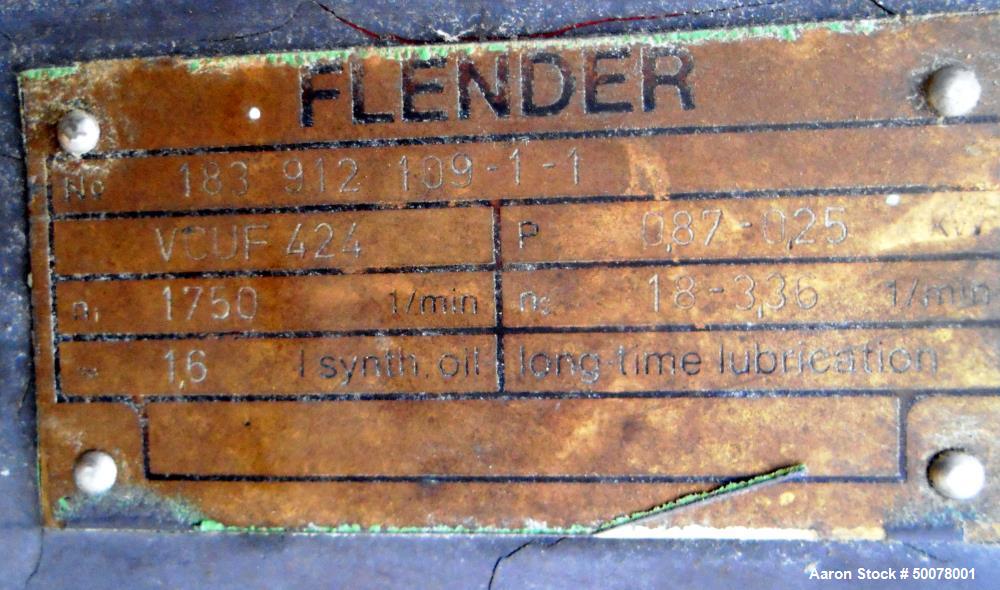 FLENDER
No 183 912 109-1-1
VCUF 424 P 0,87-0,25 KW
n₁ 1750 1/min n₂ 18-3,36 1/min
≈ 1,6 l synth. oil long-time lubrication
Aaron Stock # 50078001